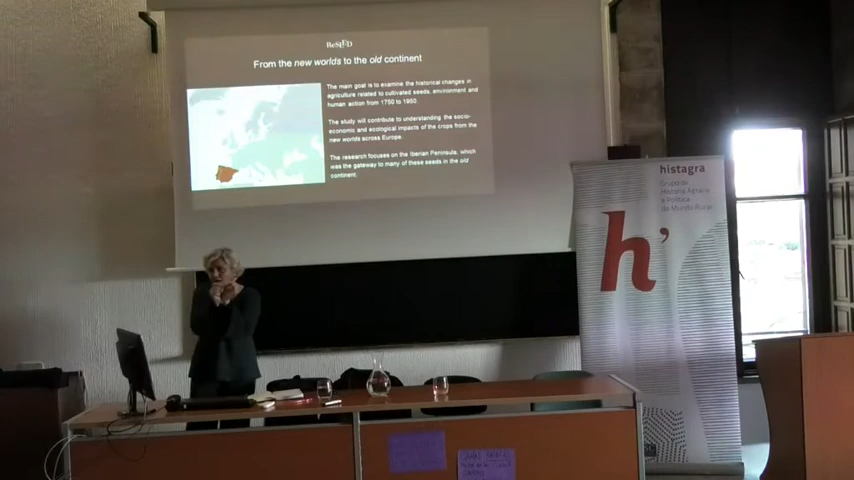 ReSEED
From the new worlds to the old continent
The main goal is to examine the historical changes in
agriculture related to cultivated seeds, environment and
human action from 1750 to 1950.
The study will contribute to understanding the socio-
economic and ecological impacts of the crops from the
new worlds across Europe.
The research focuses on the Iberian Peninsula, which
was the gateway to many of these seeds in the old
continent.
histagra
Grupo de
Historia Agraria
e Política
do Mundo Rural
h'